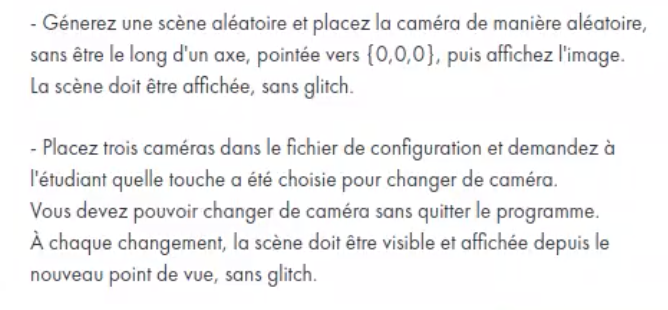 - Génerez une scène aléatoire et placez la caméra de manière aléatoire,
sans être le long d'un axe, pointée vers {0,0,0}, puis affichez l'image.
La scène doit être affichée, sans glitch.
- Placez trois caméras dans le fichier de configuration et demandez à
l'étudiant quelle touche a été choisie pour changer de caméra.
Vous devez pouvoir changer de caméra sans quitter le programme.
À chaque changement, la scène doit être visible et affichée depuis le
nouveau point de vue, sans glitch.